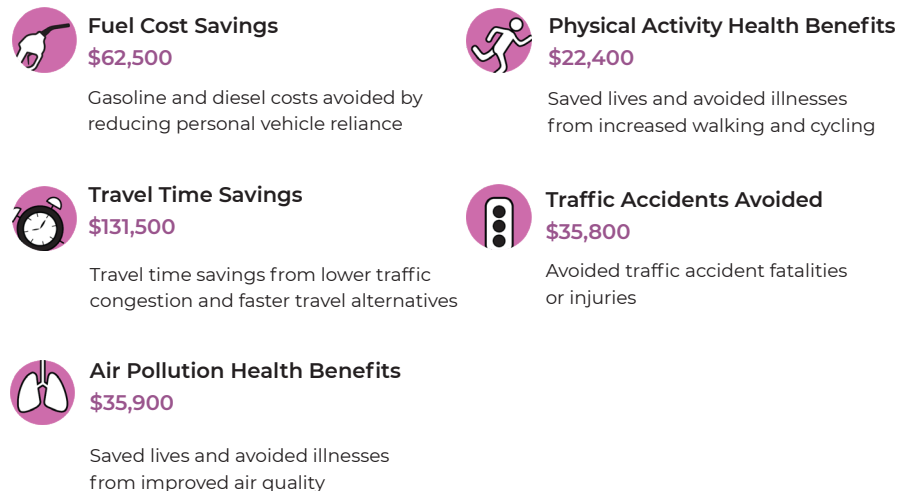 Fuel Cost Savings
$62,500
Gasoline and diesel costs avoided by
reducing personal vehicle reliance
Physical Activity Health Benefits
$22,400
Saved lives and avoided illnesses
from increased walking and cycling
Travel Time Savings
$131,500
Travel time savings from lower traffic
congestion and faster travel alternatives
Traffic Accidents Avoided
$35,800
Avoided traffic accident fatalities
or injuries
Air Pollution Health Benefits
$35,900
Saved lives and avoided illnesses
from improved air quality